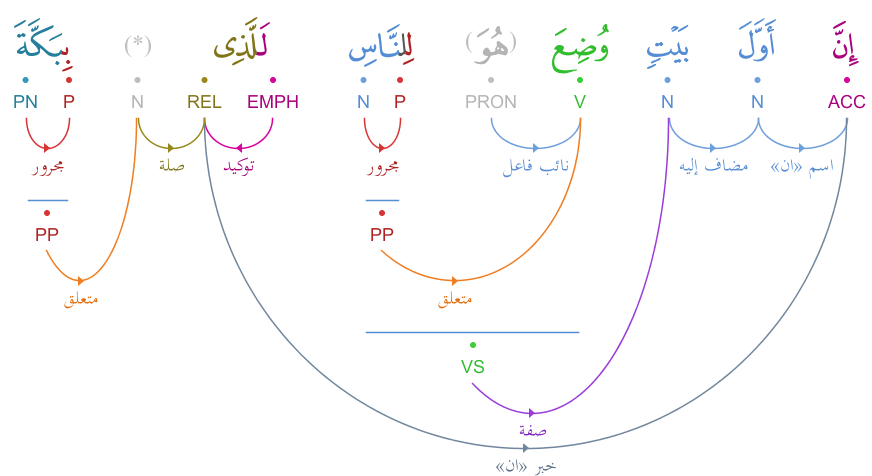 إِنَّ أَوَّلَ بَيْتٍ وُضِعَ (هُوَ) لِلنَّاسِ لَلَّذِى (*) بِبَكَّةَ
ACC N N V PRON P N EMPH REL N P PN
اسم «ان» مضاف إليه نائب فاعل مجرور توكيد صلة مجرور
PP PP
متعلق متعلق
VS
صفة
خبر «ان»